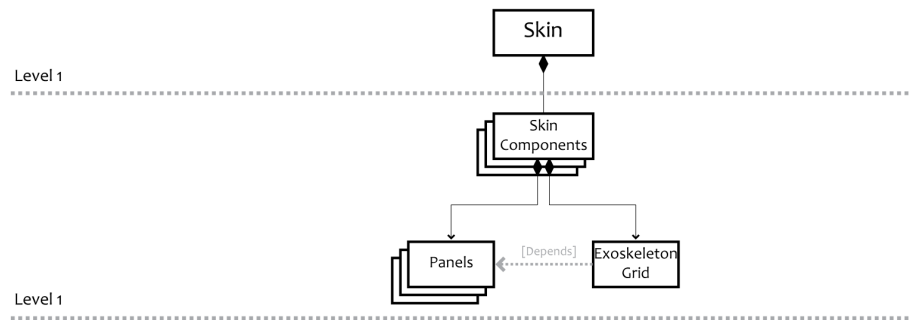 Skin
Level 1
Skin
Components
[Depends]
Panels
Exoskeleton
Grid
Level 1